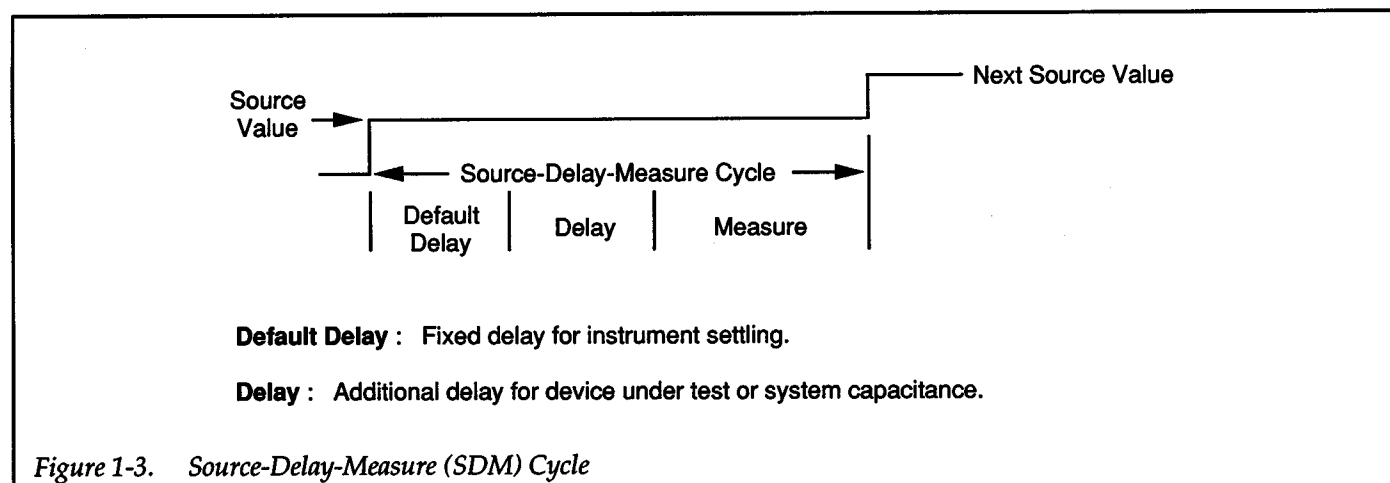 Next Source Value
Source
Value
Source-Delay-Measure Cycle
Default
Delay
Delay
Measure
Default Delay : Fixed delay for instrument settling.
Delay : Additional delay for device under test or system capacitance.
Figure 1-3. Source-Delay-Measure (SDM) Cycle